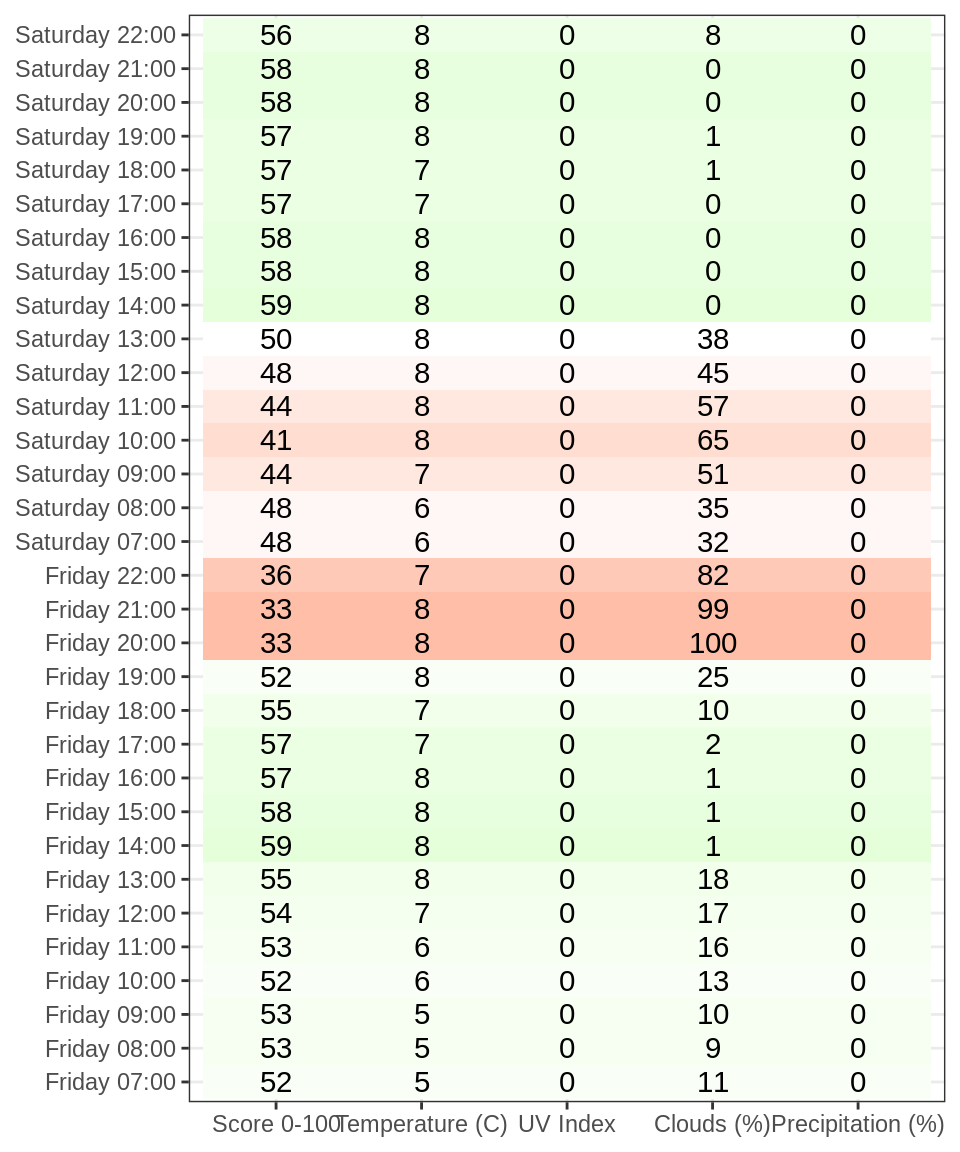 Saturday 22:00 56 8 0 8 0
Saturday 21:00 58 8 0 0 0
Saturday 20:00 58 8 0 0 0
Saturday 19:00 57 8 0 1 0
Saturday 18:00 57 7 0 1 0
Saturday 17:00 57 7 0 0 0
Saturday 16:00 58 8 0 0 0
Saturday 15:00 58 8 0 0 0
Saturday 14:00 59 8 0 0 0
Saturday 13:00 50 8 0 38 0
Saturday 12:00 48 8 0 45 0
Saturday 11:00 44 8 0 57 0
Saturday 10:00 41 8 0 65 0
Saturday 09:00 44 7 0 51 0
Saturday 08:00 48 6 0 35 0
Saturday 07:00 48 6 0 32 0
Friday 22:00 36 7 0 82 0
Friday 21:00 33 8 0 99 0
Friday 20:00 33 8 0 100 0
Friday 19:00 52 8 0 25 0
Friday 18:00 55 7 0 10 0
Friday 17:00 57 7 0 2 0
Friday 16:00 57 8 0 1 0
Friday 15:00 58 8 0 1 0
Friday 14:00 59 8 0 1 0
Friday 13:00 55 8 0 18 0
Friday 12:00 54 7 0 17 0
Friday 11:00 53 6 0 16 0
Friday 10:00 52 6 0 13 0
Friday 09:00 53 5 0 10 0
Friday 08:00 53 5 0 9 0
Friday 07:00 52 5 0 11 0
Score 0-100 Temperature (C) UV Index Clouds (%) Precipitation (%)